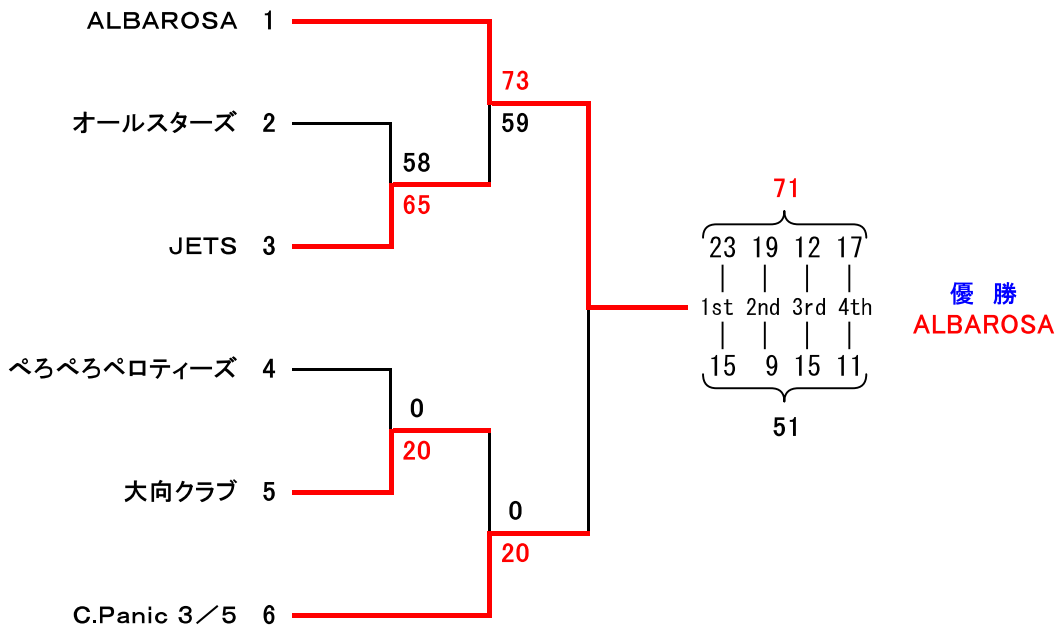 ALBAROSA 1
73
オールスターズ 2
59
58
71
65
JETS 3
23 19 12 17
優 勝
1st 2nd 3rd 4th
ALBAROSA
ぺろぺろペロティーズ 4
15 9 15 11
0
51
20
大向クラブ 5
0
20
C.Panic 3／5 6